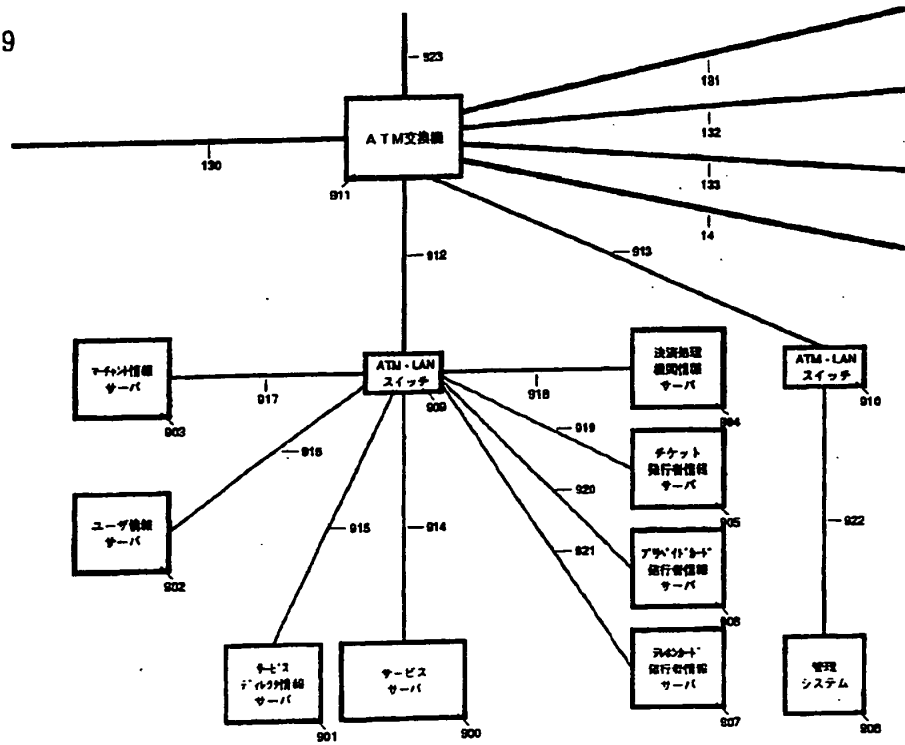 9
923
131
ATM交換機
132
130
133
911
14
912
913
マーチャント情報
サーバ
903
917
ATM・LAN
スイッチ
909
918
決済処理
機関情報
サーバ
904
ATM・LAN
スイッチ
910
916
919
チケット
発行者情報
サーバ
905
ユーザ情報
サーバ
902
915
914
920
921
プリペイドカード
発行者情報
サーバ
906
922
サービス
ディレクタ情報
サーバ
901
サービス
サーバ
900
テレホンカード
発行者情報
サーバ
907
管理
システム
908